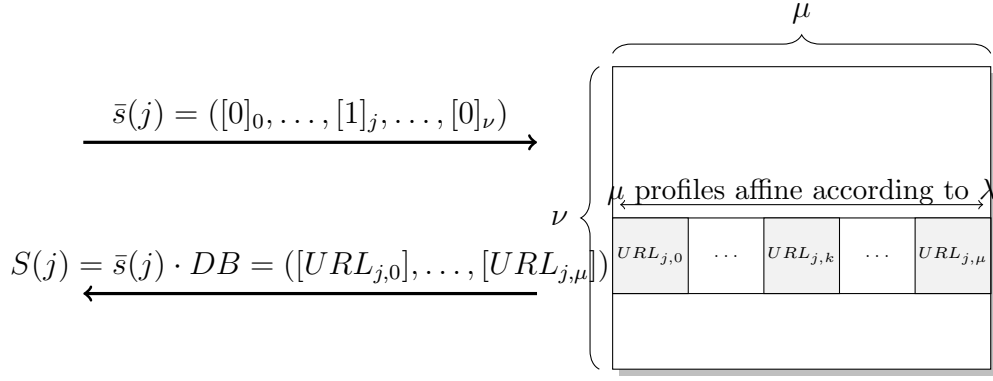 μ
s̄(j) = ([0]₀, . . . , [1]ⱼ, . . . , [0]_ν)
μ profiles affine according to λ
ν
S(j) = s̄(j) · DB = ([URL_{j,0}], . . . , [URL_{j,μ}])
URL_{j,0} . . . URL_{j,k} . . . URL_{j,μ}